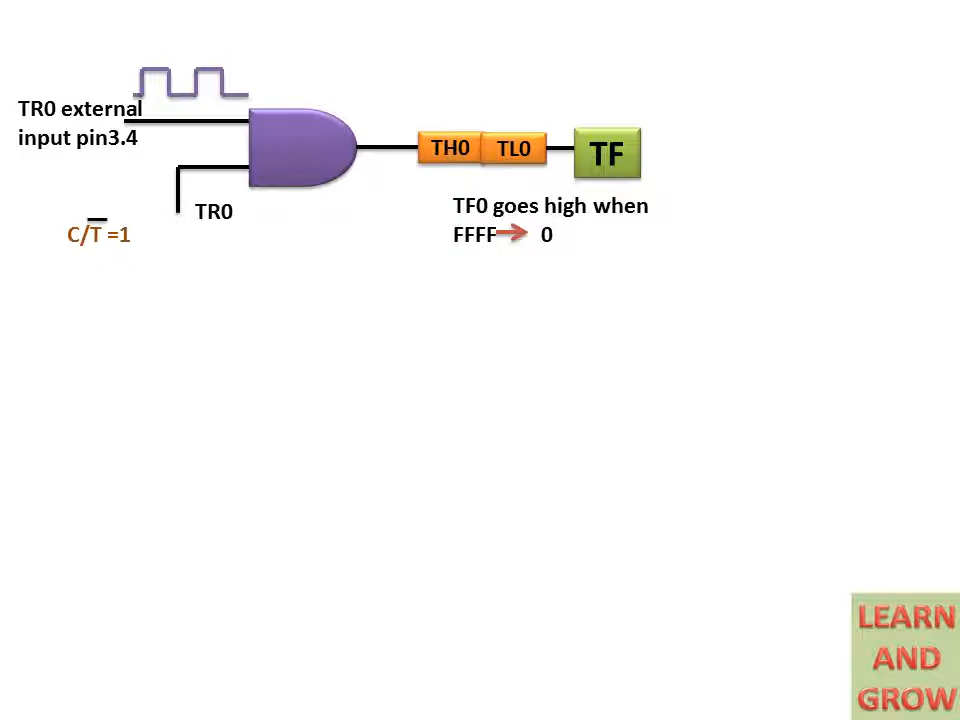 TR0 external
input pin3.4
TH0 TL0 TF
TR0
C/T̅ =1
TF0 goes high when
FFFF → 0
LEARN
AND
GROW